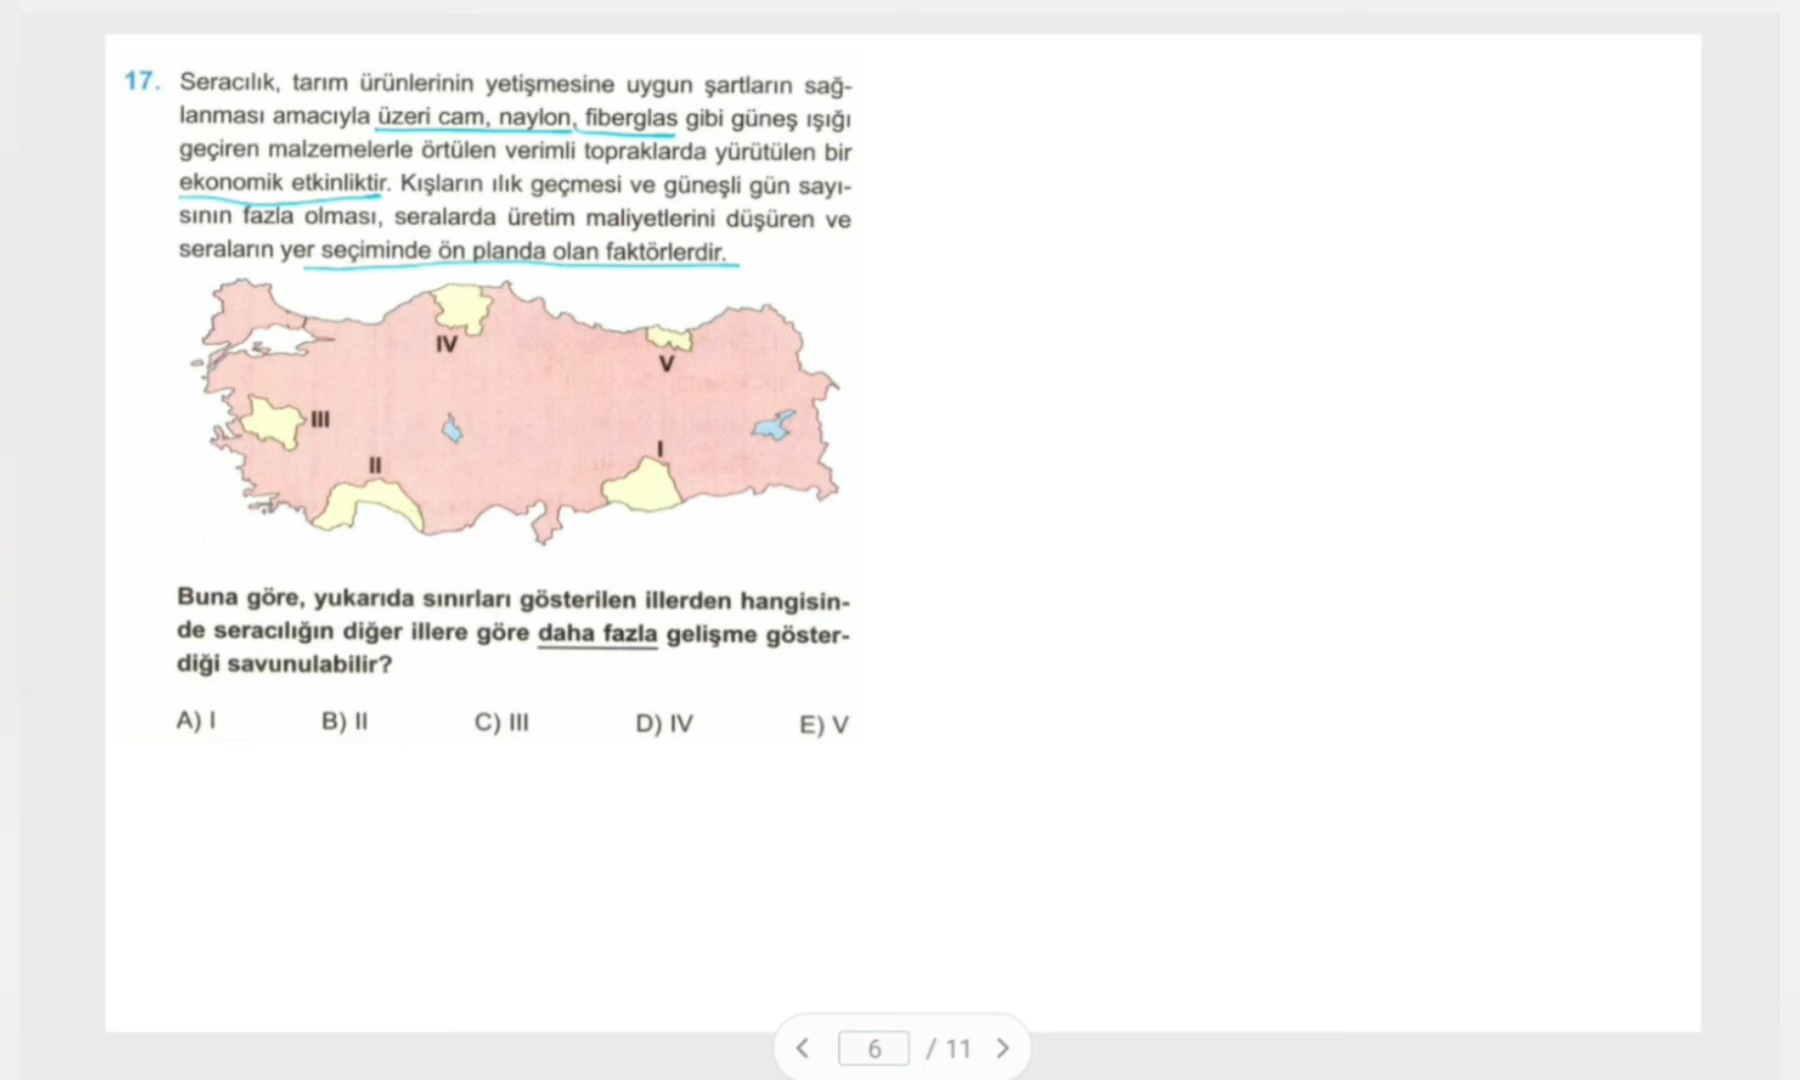 17. Seracılık, tarım ürünlerinin yetişmesine uygun şartların sağ-
lanması amacıyla üzeri cam, naylon, fiberglas gibi güneş ışığı
geçiren malzemelerle örtülen verimli topraklarda yürütülen bir
ekonomik etkinliktir. Kışların ılık geçmesi ve güneşli gün sayı-
sının fazla olması, seralarda üretim maliyetlerini düşüren ve
seraların yer seçiminde ön planda olan faktörlerdir.
IV
V
III
I
II
Buna göre, yukarıda sınırları gösterilen illerden hangisin-
de seracılığın diğer illere göre daha fazla gelişme göster-
diği savunulabilir?
A) I B) II C) III D) IV E) V
< 6 / 11 >